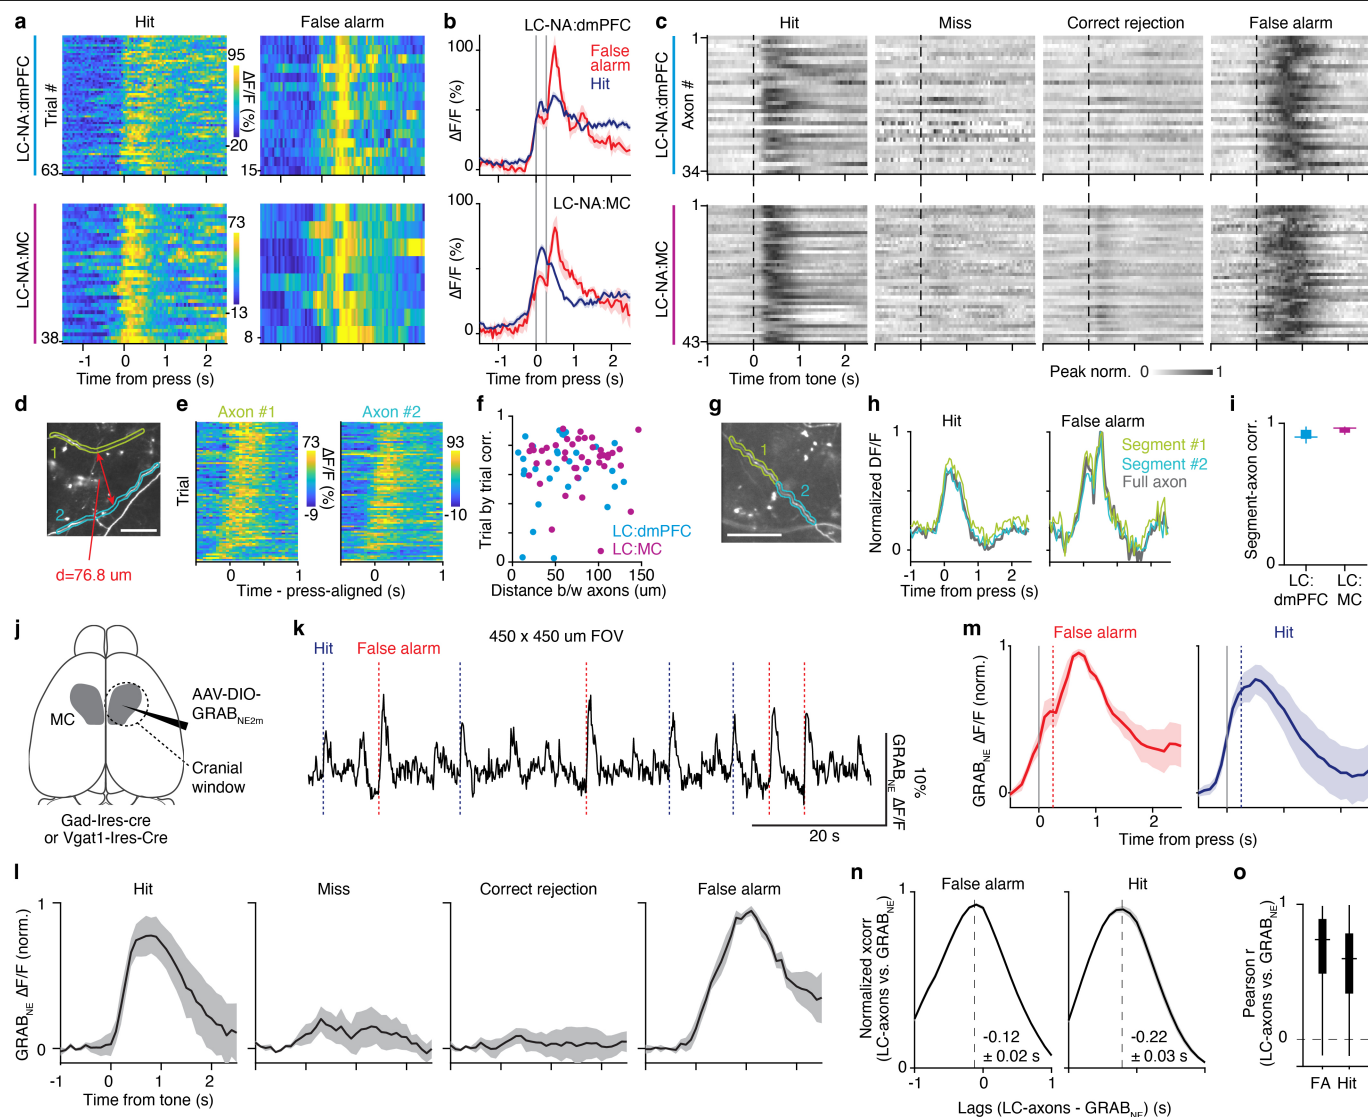 a
Hit
False alarm
LC-NA:dmPFC
Trial #
63
95
ΔF/F (%)
-20
15
LC-NA:MC
38
73
-13
8
-1 0 1 2
Time from press (s)
b
LC-NA:dmPFC
100
ΔF/F (%)
0
False
alarm
Hit
LC-NA:MC
100
ΔF/F (%)
0
-1 0 1 2
Time from press (s)
c
Hit
Miss
Correct rejection
False alarm
LC-NA:dmPFC
Axon #
1
34
LC-NA:MC
1
43
-1 0 1 2
Time from tone (s)
Peak norm. 0 1
d
1
2
d=76.8 um
e
Axon #1
Axon #2
Trial
73
ΔF/F (%)
-9
93
-10
0 1
0 1
Time - press-aligned (s)
f
1
Trial by trial corr.
0
LC:dmPFC
LC:MC
0 50 100 150
Distance b/w axons (um)
g
1
2
h
Hit
False alarm
1
Normalized DF/F
0
Segment #1
Segment #2
Full axon
-1 0 1 2
Time from press (s)
i
1
Segment-axon corr.
0
LC:
dmPFC
LC:
MC
j
MC
AAV-DIO-
GRABNE2m
Cranial
window
Gad-Ires-cre
or Vgat1-Ires-Cre
k
450 x 450 um FOV
Hit
False alarm
10%
GRABNE ΔF/F
20 s
m
False alarm
Hit
1
GRABNE ΔF/F (norm.)
0
0 1 2
Time from press (s)
l
Hit
Miss
Correct rejection
False alarm
1
GRABNE ΔF/F (norm.)
0
-1 0 1 2
Time from tone (s)
n
False alarm
Hit
1
Normalized xcorr
(LC-axons vs. GRABNE)
0
-0.12
± 0.02 s
-0.22
± 0.03 s
-1 0 1
Lags (LC-axons - GRABNE) (s)
o
1
Pearson r
(LC-axons vs. GRABNE)
0
FA Hit